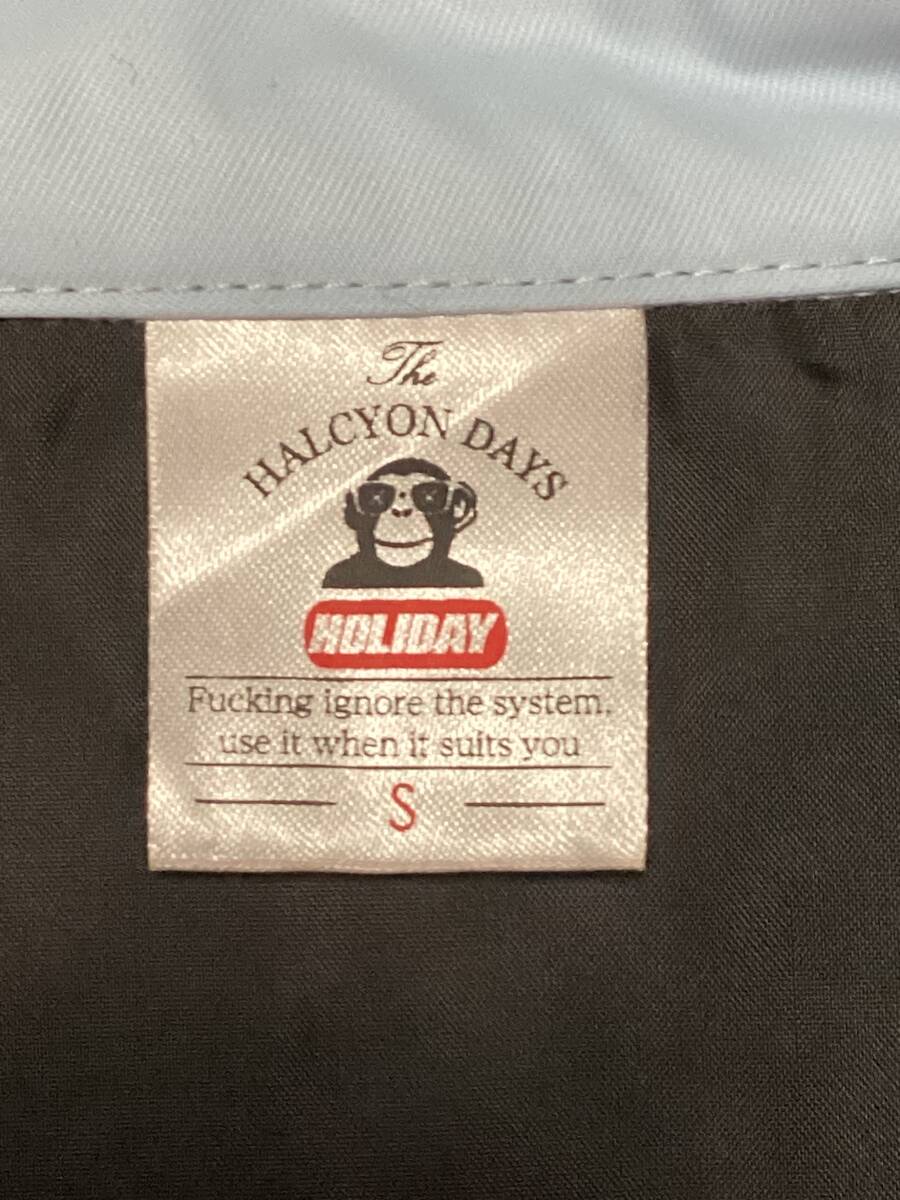 The
HALCYON DAYS
HOLIDAY
Fucking ignore the system.
use it when it suits you
S